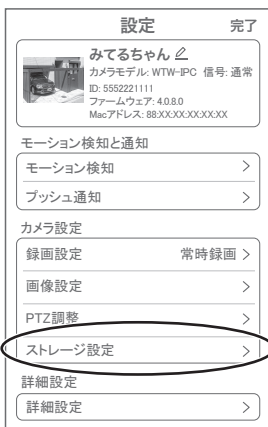 設定
完了
みてるちゃん
カメラモデル: WTW-IPC 信号: 通常
ID: 5552221111
ファームウェア: 4.0.8.0
Macアドレス: 88:XX:XX:XX:XX:XX
モーション検知と通知
モーション検知
プッシュ通知
カメラ設定
録画設定 常時録画
画像設定
PTZ調整
ストレージ設定
詳細設定
詳細設定